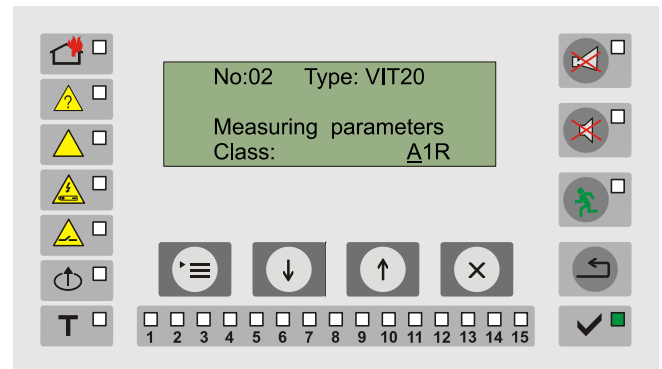 No:02 Type: VIT20
Measuring parameters
Class: A1R
?
T
1 2 3 4 5 6 7 8 9 10 11 12 13 14 15